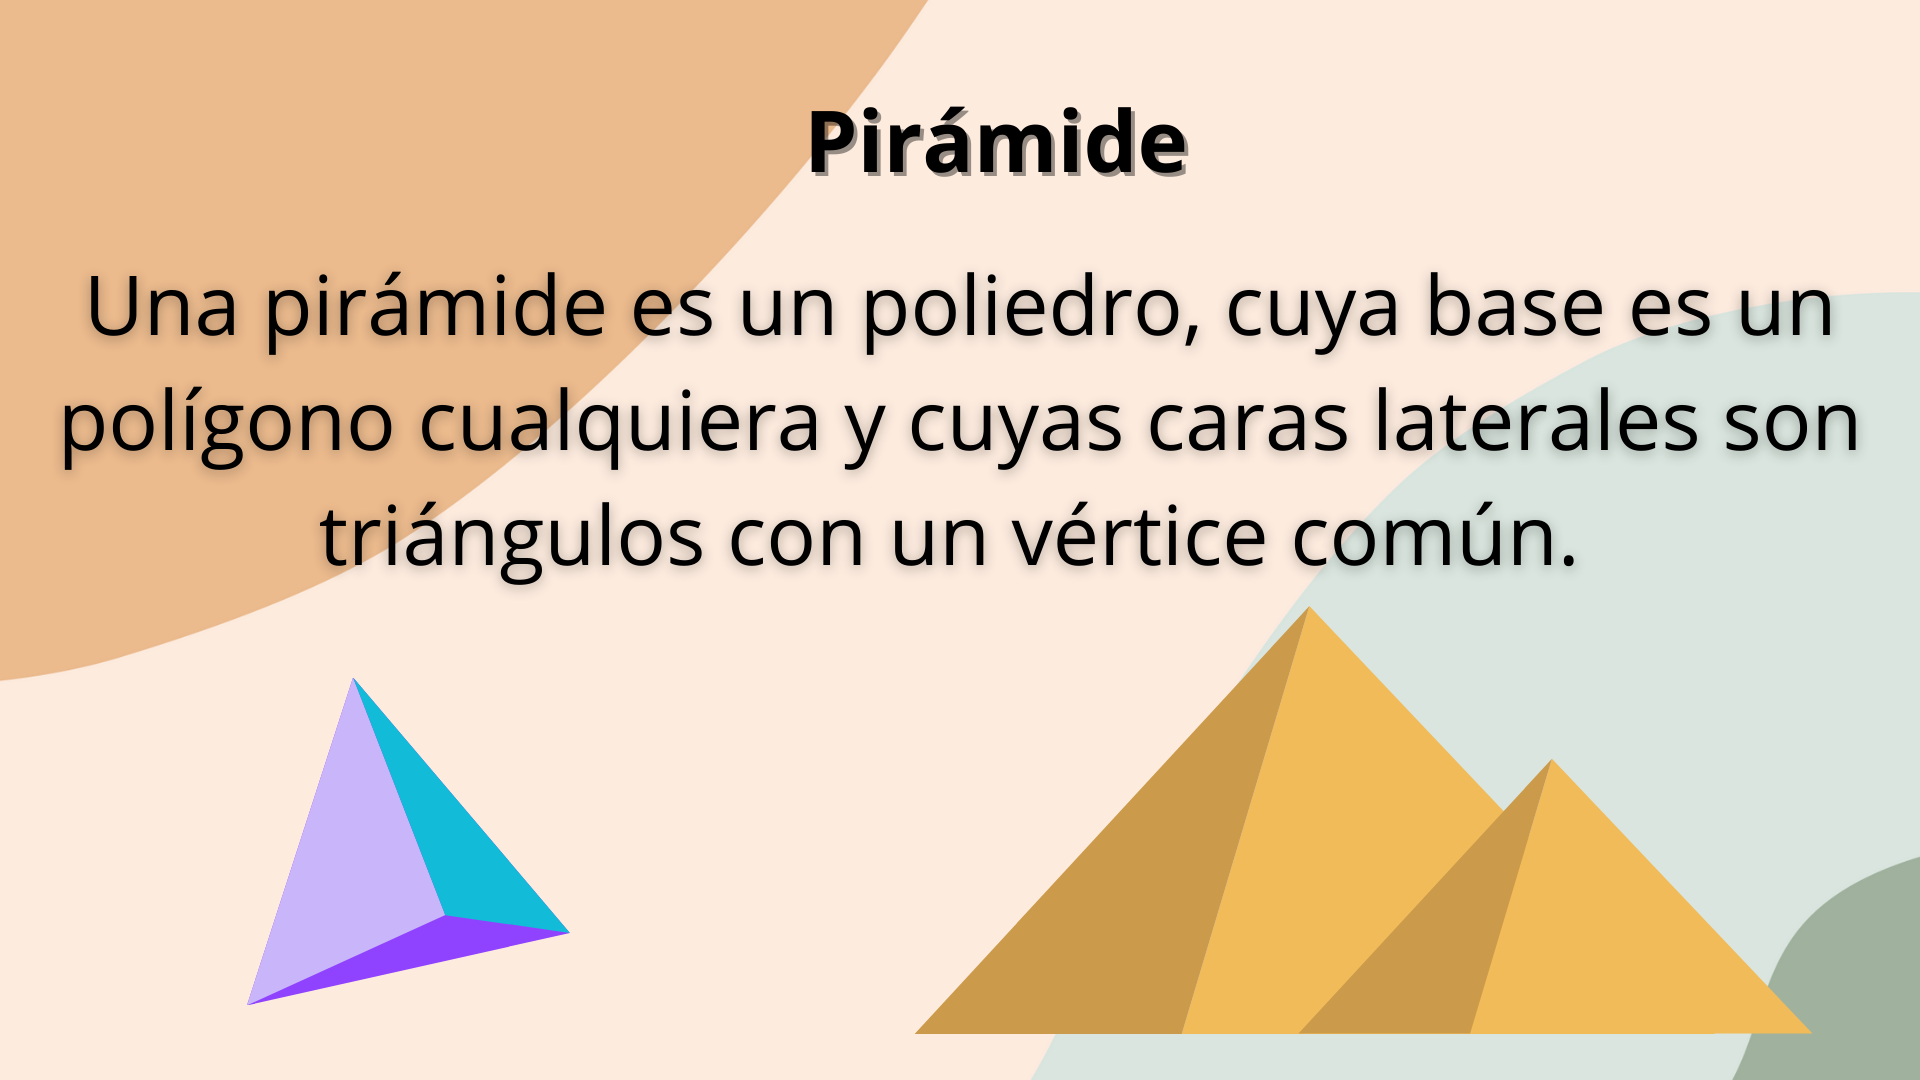 Pirámide
Una pirámide es un poliedro, cuya base es un
polígono cualquiera y cuyas caras laterales son
triángulos con un vértice común.